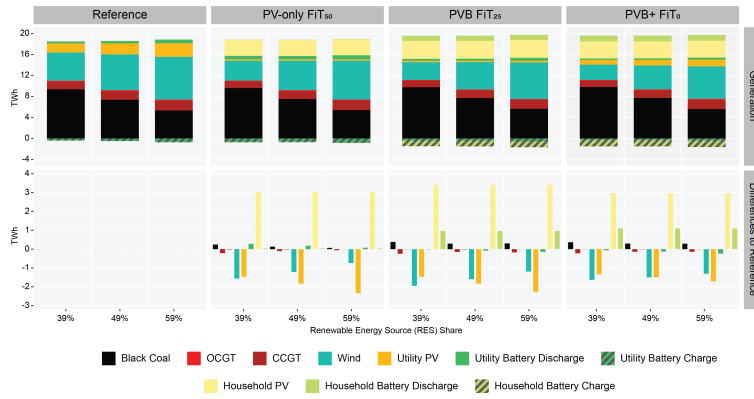 Reference
PV-only FiT₅₀
PVB FiT₂₅
PVB+ FiT₀
20
16
12
8
4
0
-4
TWh
Generation
4
3
2
1
0
-1
-2
-3
TWh
Differences to Reference
39% 49% 59% 39% 49% 59% 39% 49% 59% 39% 49% 59%
Renewable Energy Source (RES) Share
Black Coal OCGT CCGT Wind Utility PV Utility Battery Discharge Utility Battery Charge
Household PV Household Battery Discharge Household Battery Charge